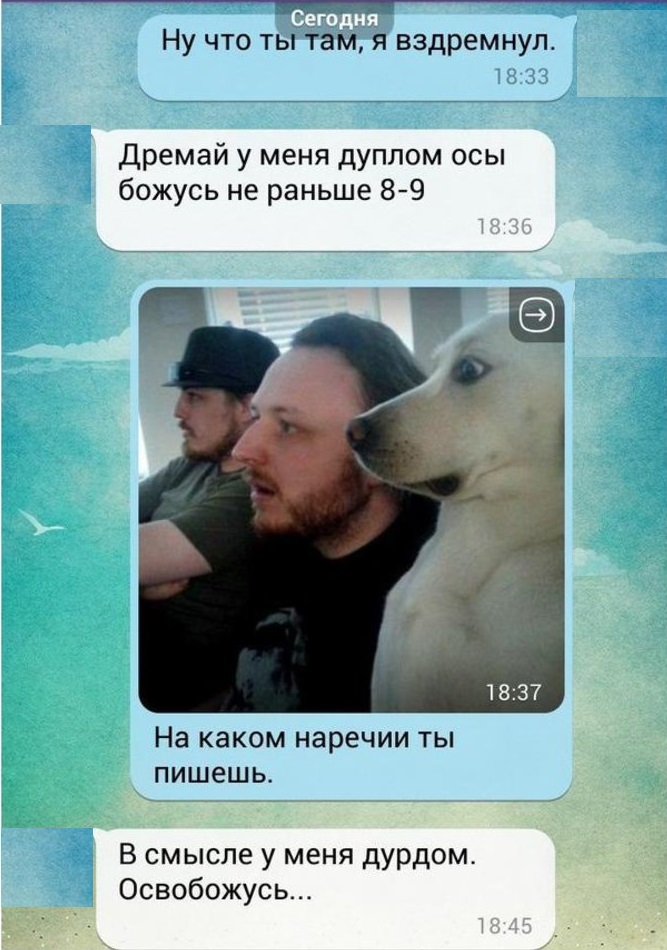 Сегодня
Ну что ты там, я вздремнул.
18:33
Дремай у меня дуплом осы
божусь не раньше 8-9
18:36
18:37
На каком наречии ты
пишешь.
В смысле у меня дурдом.
Освобожусь...
18:45